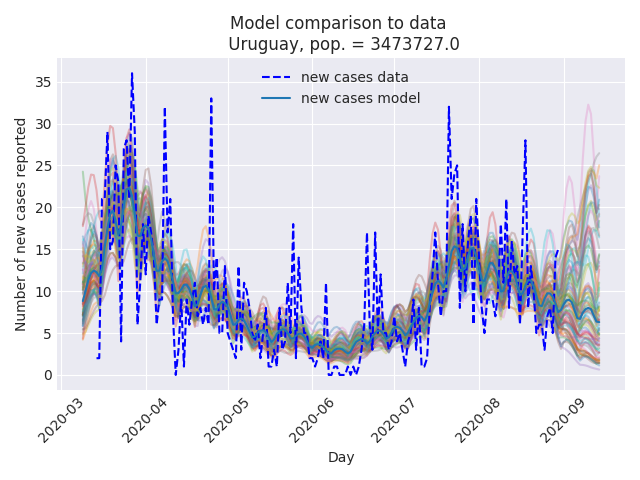 Model comparison to data
Uruguay, pop. = 3473727.0
new cases data
new cases model
Number of new cases reported
35
30
25
20
15
10
5
0
2020-03
2020-04
2020-05
2020-06
2020-07
2020-08
2020-09
Day